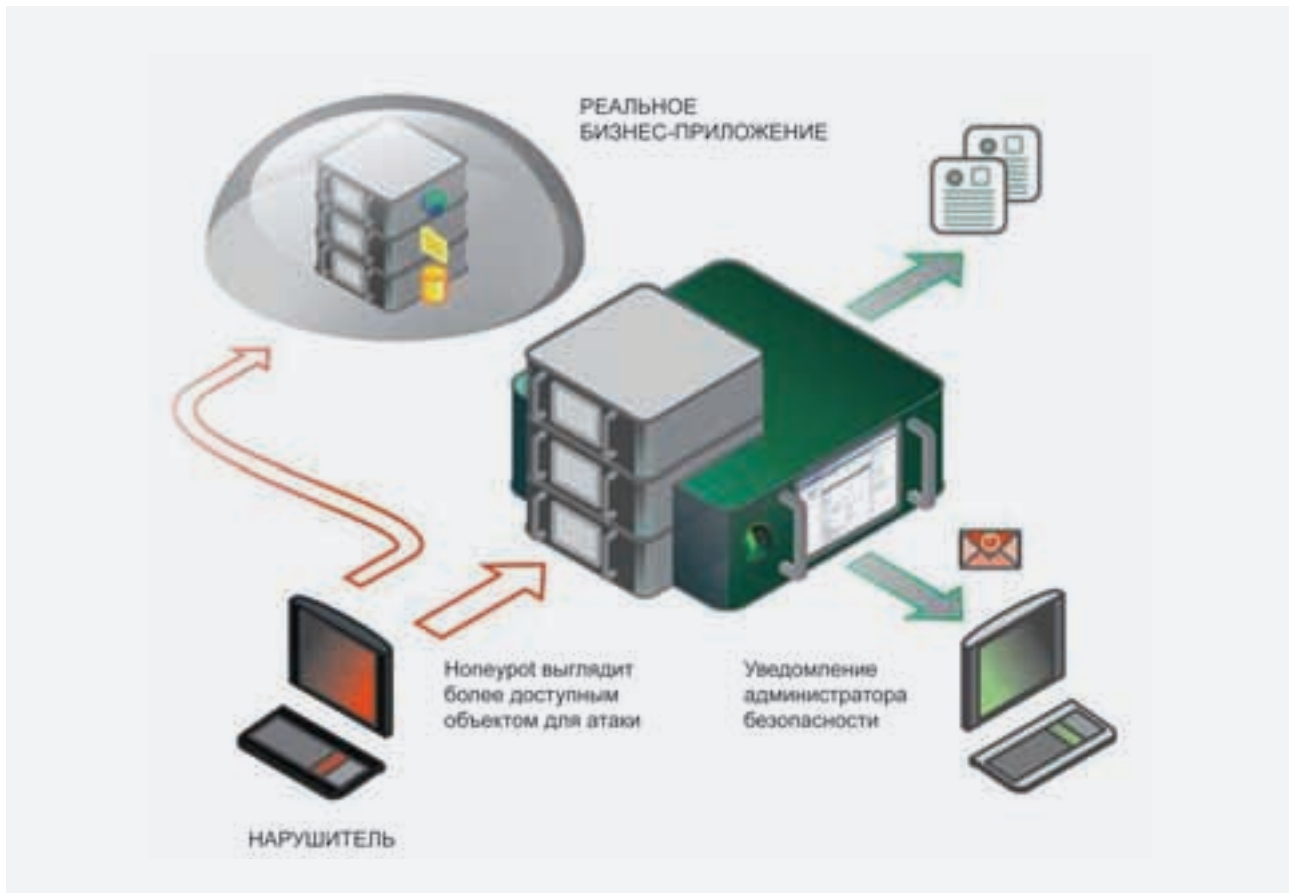 РЕАЛЬНОЕ
БИЗНЕС-ПРИЛОЖЕНИЕ
Honeypot выглядит
более доступным
объектом для атаки
Уведомление
администратора
безопасности
НАРУШИТЕЛЬ